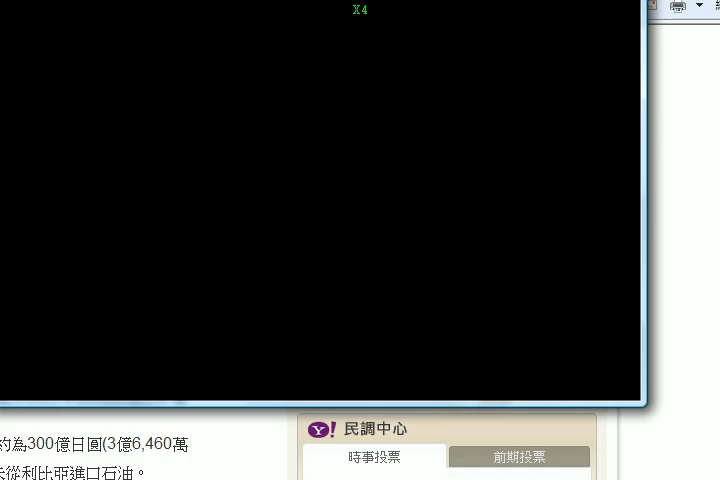 X4
約為300億日圓(3億6,460萬
未從利比亞進口石油。
Y! 民調中心
時事投票
前期投票